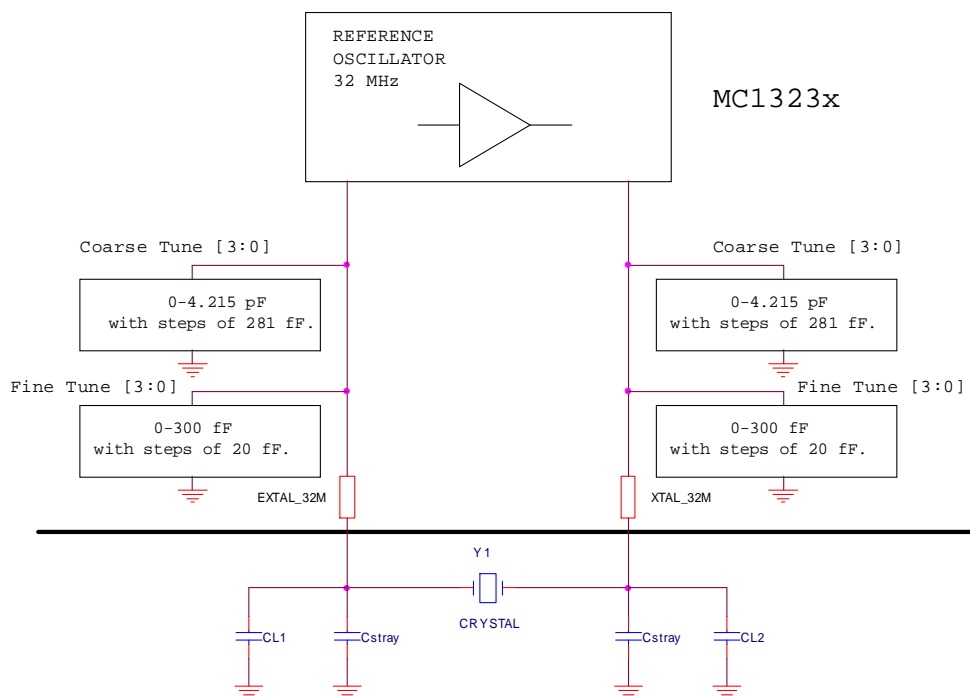 REFERENCE
OSCILLATOR
32 MHz
MC1323x
Coarse Tune [3:0]
Coarse Tune [3:0]
0-4.215 pF
with steps of 281 fF.
0-4.215 pF
with steps of 281 fF.
Fine Tune [3:0]
Fine Tune [3:0]
0-300 fF
with steps of 20 fF.
0-300 fF
with steps of 20 fF.
EXTAL_32M
XTAL_32M
Y1
CRYSTAL
CL1
Cstray
Cstray
CL2